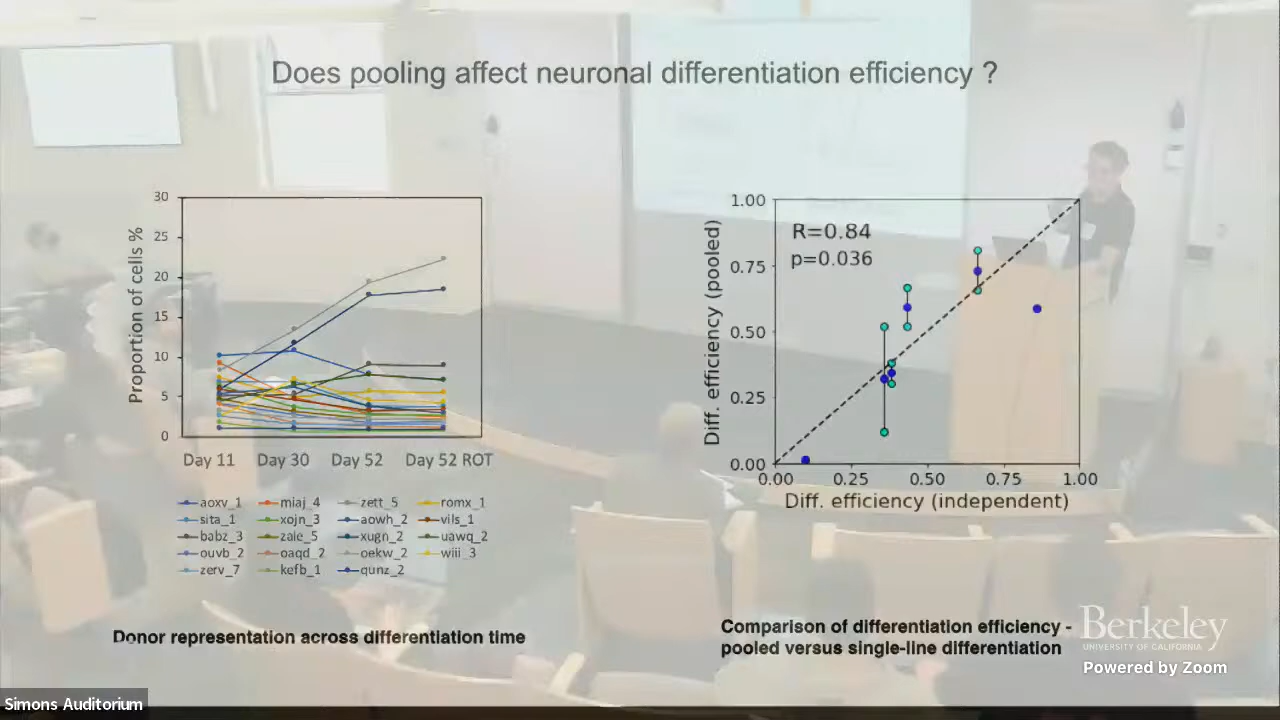 Does pooling affect neuronal differentiation efficiency ?
30
25
20
15
10
5
0
Proportion of cells %
Day 11 Day 30 Day 52 Day 52 ROT
aoxv_1 miaj_4 zett_5 romx_1
sita_1 xojn_3 aowh_2 vils_1
babz_3 zaie_5 xugn_2 uawq_2
ouvb_2 oaqd_2 oekw_2 wiii_3
zerv_7 kefb_1 qunz_2
Donor representation across differentiation time
1.00
0.75
0.50
0.25
0.00
Diff. efficiency (pooled)
R=0.84
p=0.036
0.00 0.25 0.50 0.75 1.00
Diff. efficiency (independent)
Comparison of differentiation efficiency -
pooled versus single-line differentiation
Berkeley
UNIVERSITY OF CALIFORNIA
Powered by Zoom
Simons Auditorium